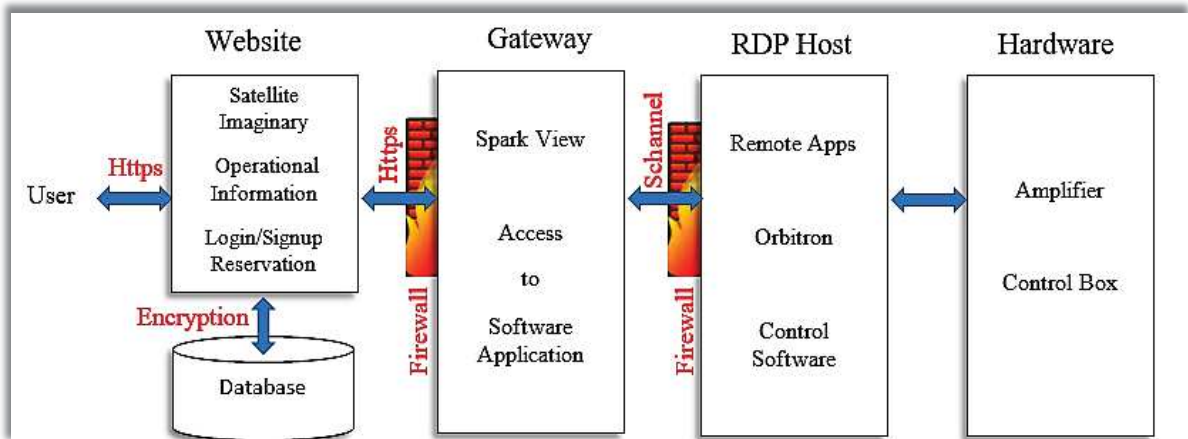 Website
Gateway
RDP Host
Hardware
User
Https
Satellite
Imaginary
Operational
Information
Login/Signup
Reservation
Encryption
Database
Https
Firewall
Spark View
Access
to
Software
Application
Schannel
Firewall
Remote Apps
Orbitron
Control
Software
Amplifier
Control Box